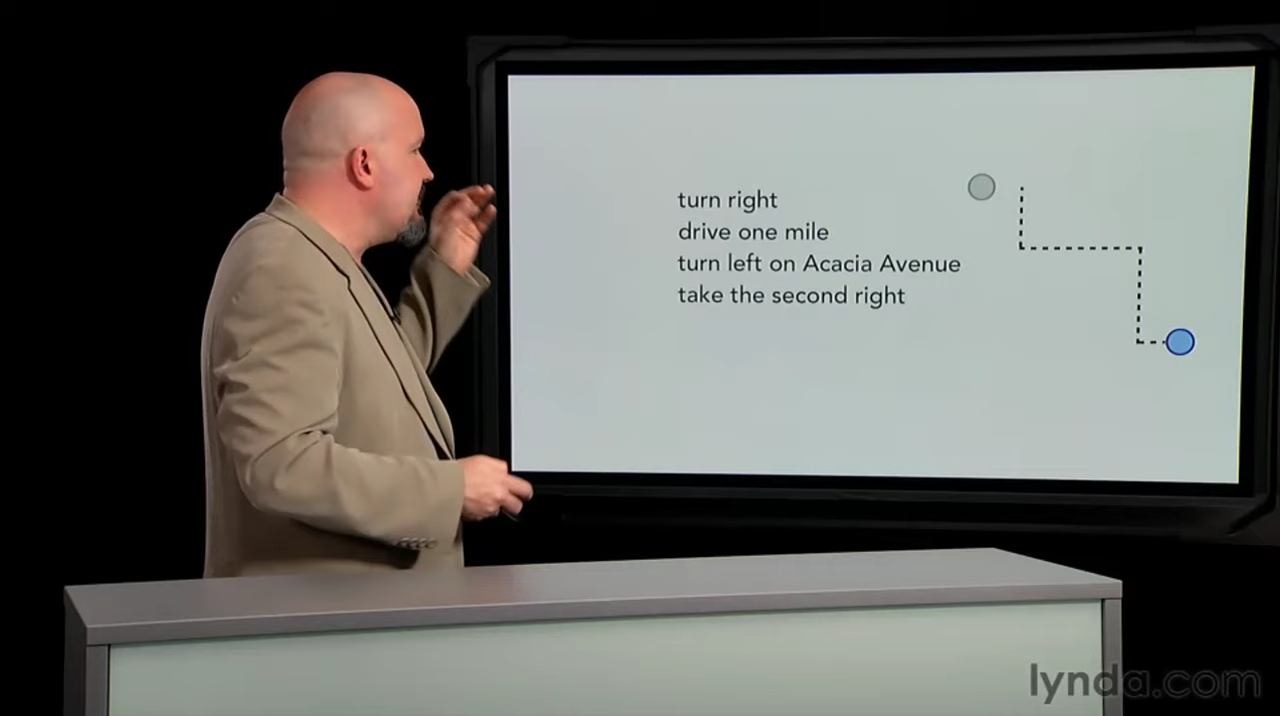 turn right
drive one mile
turn left on Acacia Avenue
take the second right
lynda.com